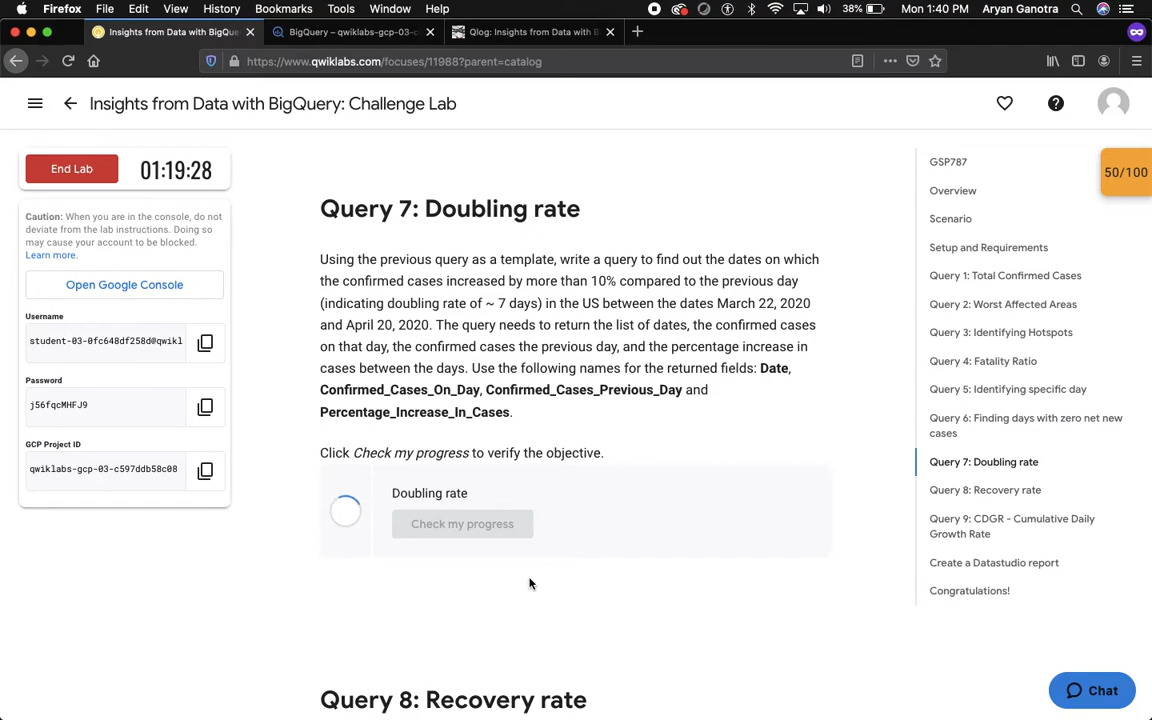 Firefox File Edit View History Bookmarks Tools Window Help 38% Mon 1:40 PM Aryan Ganotra
Insights from Data with BigQue BigQuery – qwiklabs-gcp-03-c Qlog: Insights from Data with B
https://www.qwiklabs.com/focuses/11988?parent=catalog
Insights from Data with BigQuery: Challenge Lab
End Lab 01:19:28
Caution: When you are in the console, do not
deviate from the lab instructions. Doing so
may cause your account to be blocked.
Learn more.
Open Google Console
Username
student-03-0fc648df258d@qwikl
Password
j56fqcMHFJ9
GCP Project ID
qwiklabs-gcp-03-c597ddb58c08
Query 7: Doubling rate
Using the previous query as a template, write a query to find out the dates on which
the confirmed cases increased by more than 10% compared to the previous day
(indicating doubling rate of ~ 7 days) in the US between the dates March 22, 2020
and April 20, 2020. The query needs to return the list of dates, the confirmed cases
on that day, the confirmed cases the previous day, and the percentage increase in
cases between the days. Use the following names for the returned fields: Date,
Confirmed_Cases_On_Day, Confirmed_Cases_Previous_Day and
Percentage_Increase_In_Cases.
Click Check my progress to verify the objective.
Doubling rate
Check my progress
Query 8: Recovery rate
GSP787
Overview
Scenario
Setup and Requirements
Query 1: Total Confirmed Cases
Query 2: Worst Affected Areas
Query 3: Identifying Hotspots
Query 4: Fatality Ratio
Query 5: Identifying specific day
Query 6: Finding days with zero net new
cases
Query 7: Doubling rate
Query 8: Recovery rate
Query 9: CDGR - Cumulative Daily
Growth Rate
Create a Datastudio report
Congratulations!
50/100
Chat